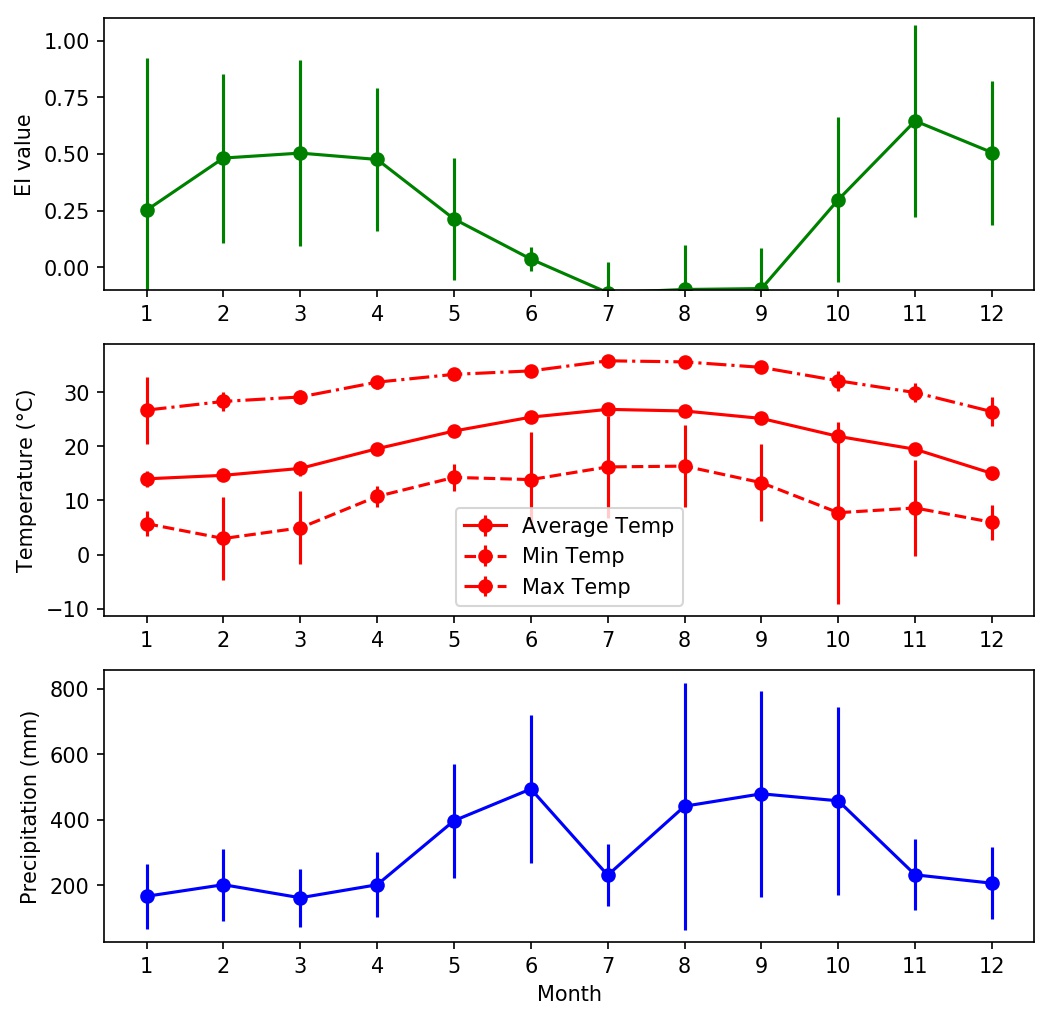 1.00
0.75
0.50
0.25
0.00
EI value
1 2 3 4 5 6 7 8 9 10 11 12
30
20
10
0
−10
Temperature (°C)
Average Temp
Min Temp
Max Temp
1 2 3 4 5 6 7 8 9 10 11 12
800
600
400
200
Precipitation (mm)
1 2 3 4 5 6 7 8 9 10 11 12
Month